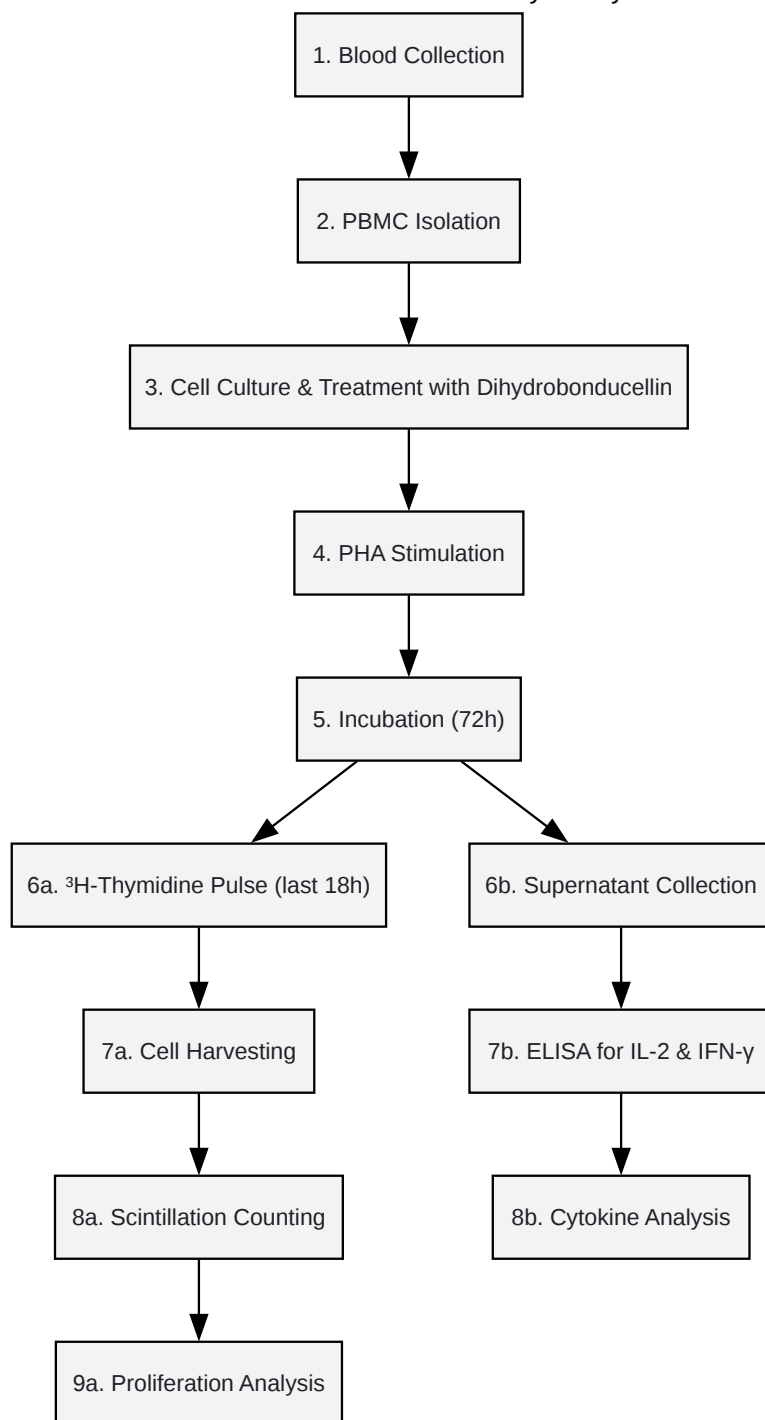 1. Blood Collection
2. PBMC Isolation
3. Cell Culture & Treatment with Dihydrobonducellin
4. PHA Stimulation
5. Incubation (72h)
6a. ³H-Thymidine Pulse (last 18h)
6b. Supernatant Collection
7a. Cell Harvesting
7b. ELISA for IL-2 & IFN-γ
8a. Scintillation Counting
8b. Cytokine Analysis
9a. Proliferation Analysis